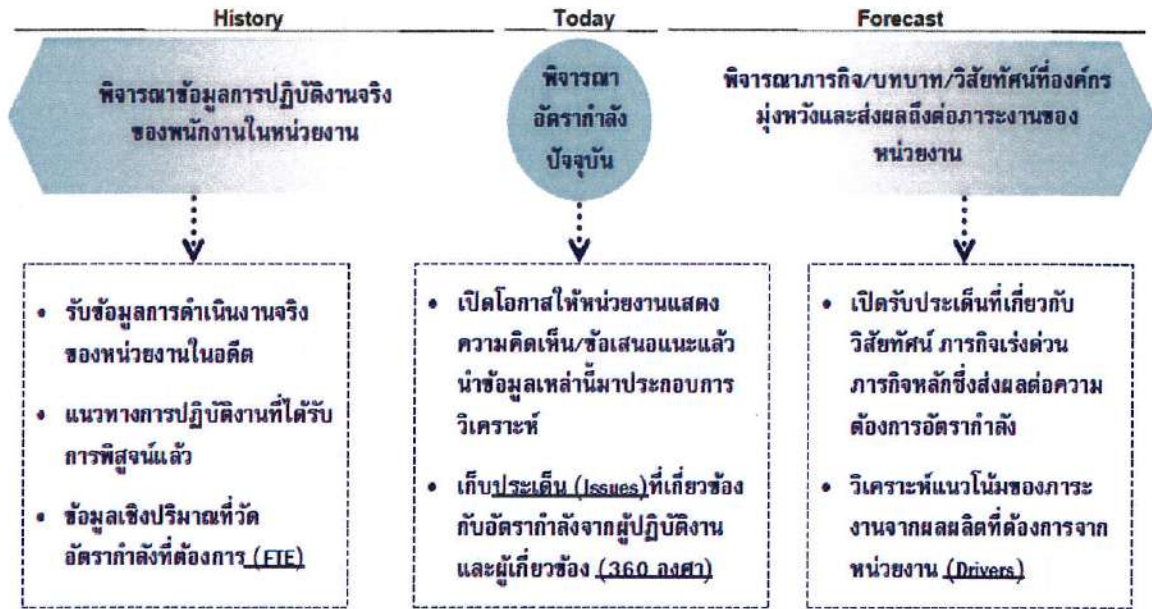 History
Today
Forecast
พิจารณาข้อมูลการปฏิบัติงานจริง
ของพนักงานในหน่วยงาน
พิจารณา
อัตรากำลัง
ปัจจุบัน
พิจารณาภารกิจ/บทบาท/วิสัยทัศน์ที่องค์กร
มุ่งหวังและส่งผลถึงต่อภาระงานของ
หน่วยงาน
• รับข้อมูลการดำเนินงานจริง
ของหน่วยงานในอดีต
• แนวทางการปฏิบัติงานที่ได้รับ
การพิสูจน์แล้ว
• ข้อมูลเชิงปริมาณที่วัด
อัตรากำลังที่ต้องการ (FTE)
• เปิดโอกาสให้หน่วยงานแสดง
ความคิดเห็น/ข้อเสนอแนะแล้ว
นำข้อมูลเหล่านี้มาประกอบการ
วิเคราะห์
• เก็บประเด็น (Issues)ที่เกี่ยวข้อง
กับอัตรากำลังจากผู้ปฏิบัติงาน
และผู้เกี่ยวข้อง (360 องศา)
• เปิดรับประเด็นที่เกี่ยวกับ
วิสัยทัศน์ ภารกิจเร่งด่วน
ภารกิจหลักซึ่งส่งผลต่อความ
ต้องการอัตรากำลัง
• วิเคราะห์แนวโน้มของภาระ
งานจากผลผลิตที่ต้องการจาก
หน่วยงาน (Drivers)